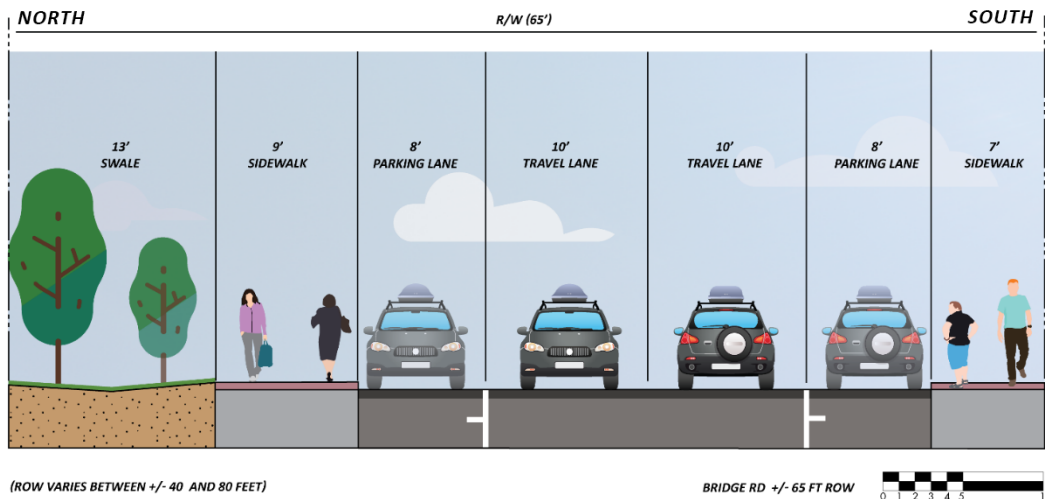 NORTH
R/W (65')
SOUTH
13'
SWALE
9'
SIDEWALK
8'
PARKING LANE
10'
TRAVEL LANE
10'
TRAVEL LANE
8'
PARKING LANE
7'
SIDEWALK
(ROW VARIES BETWEEN +/- 40 AND 80 FEET)
BRIDGE RD +/- 65 FT ROW
0 1 2 3 4 5